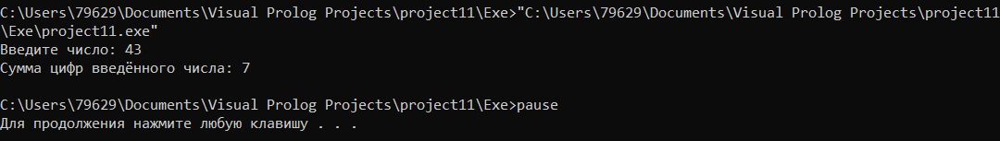 C:\Users\79629\Documents\Visual Prolog Projects\project11\Exe>"C:\Users\79629\Documents\Visual Prolog Projects\project11
\Exe\project11.exe"
Введите число: 43
Сумма цифр введённого числа: 7
C:\Users\79629\Documents\Visual Prolog Projects\project11\Exe>pause
Для продолжения нажмите любую клавишу . . .